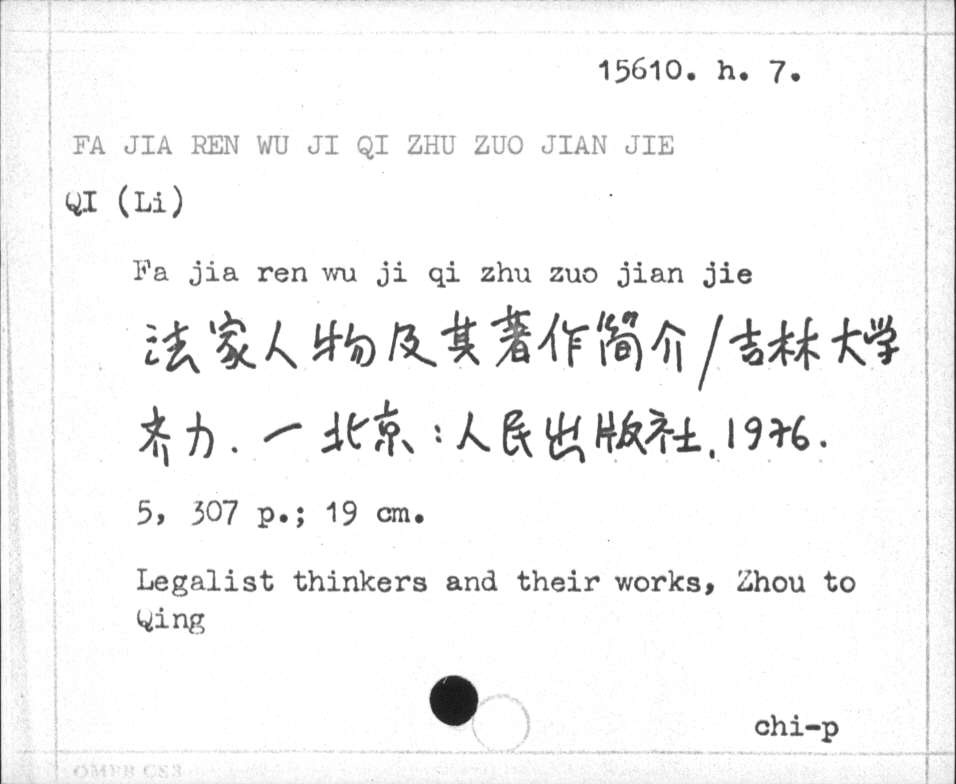 15610. h. 7.
FA JIA REN WU JI QI ZHU ZUO JIAN JIE
QI (Li)
Fa jia ren wu ji qi zhu zuo jian jie
法家人物及其著作简介/吉林大学
齐力. — 北京:人民出版社, 1976.
5, 307 p.; 19 cm.
Legalist thinkers and their works, Zhou to
Qing
chi-p